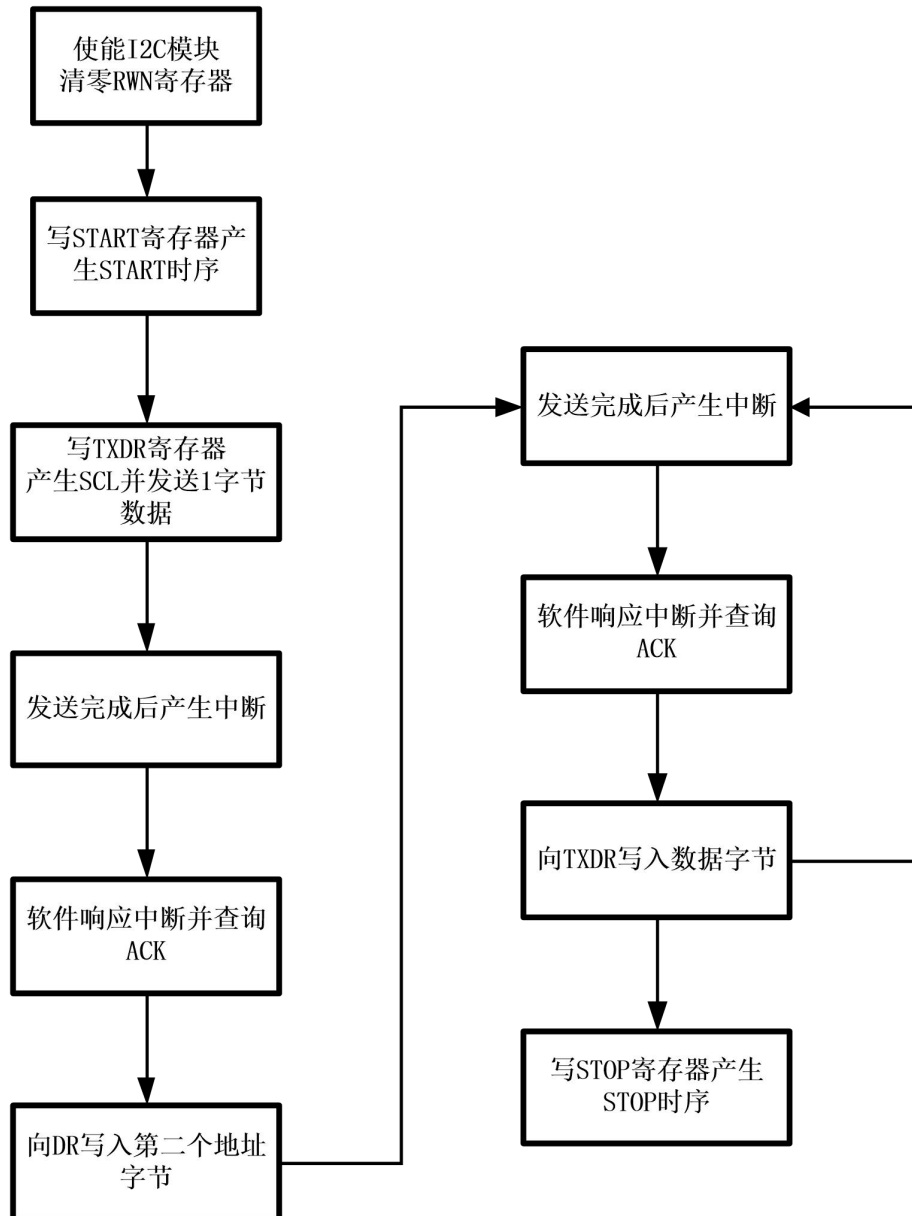 使能I2C模块
清零RWN寄存器
写START寄存器产
生START时序
写TXDR寄存器
产生SCL并发送1字节
数据
发送完成后产生中断
软件响应中断并查询
ACK
向DR写入第二个地址
字节
发送完成后产生中断
软件响应中断并查询
ACK
向TXDR写入数据字节
写STOP寄存器产生
STOP时序